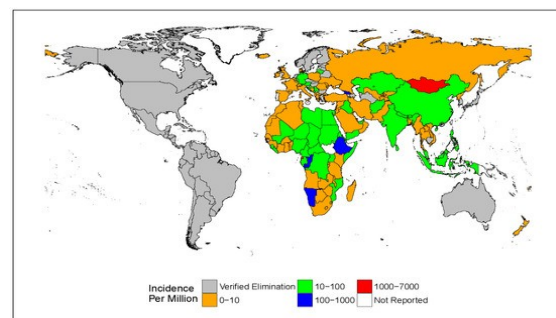 Incidence
Per Million
Verified Elimination
0−10
10−100
100−1000
1000−7000
Not Reported